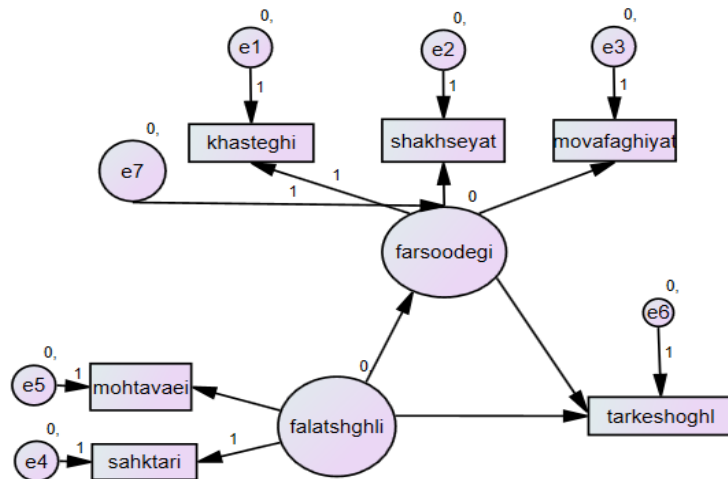 0,
0,
0,
e1
e2
e3
1
1
1
khasteghi
shakhseyat
movafaghiyat
0,
e7
1
1
0
farsoodegi
0,
e6
1
0,
e5
1
mohtavaei
0
falatshghli
tarkeshoghl
0,
e4
1
sahktari
1